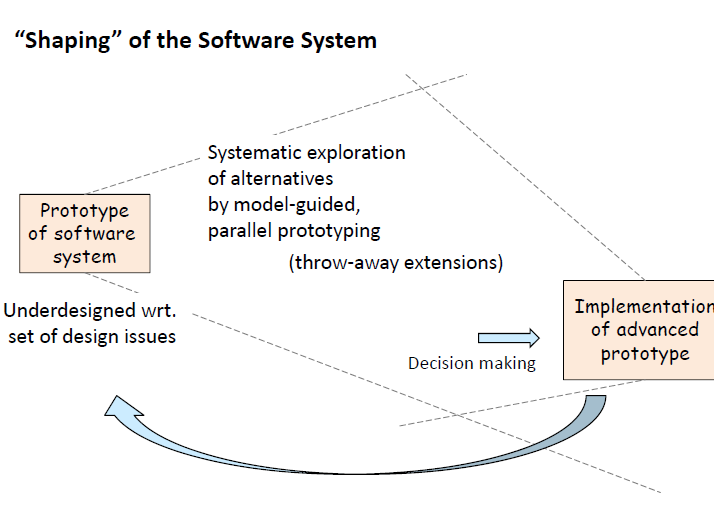 “Shaping” of the Software System
Systematic exploration
of alternatives
by model-guided,
parallel prototyping
(throw-away extensions)
Prototype
of software
system
Underdesigned wrt.
set of design issues
Decision making
Implementation
of advanced
prototype